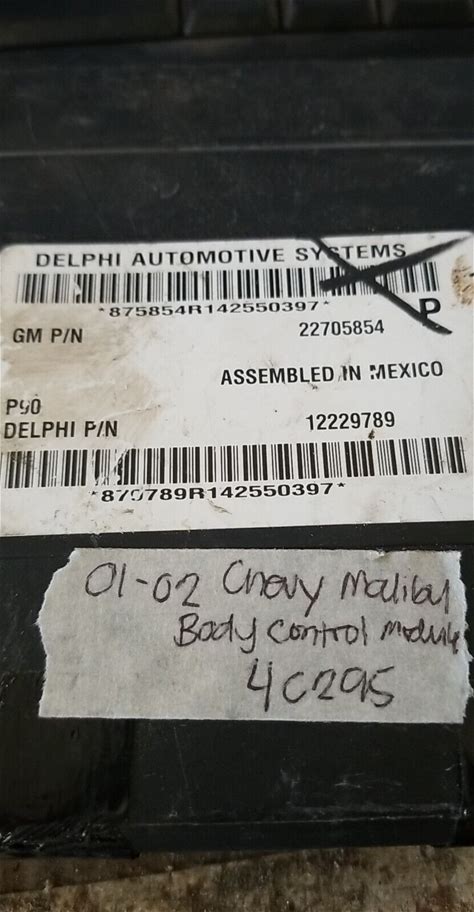 DELPHI AUTOMOTIVE SYSTEMS
*875854R142550397*
P
GM P/N 22705854
ASSEMBLED IN MEXICO
P90
DELPHI P/N 12229789
*875789R142550397*
01-02 Chevy Malibu
Body Control Module
4C295